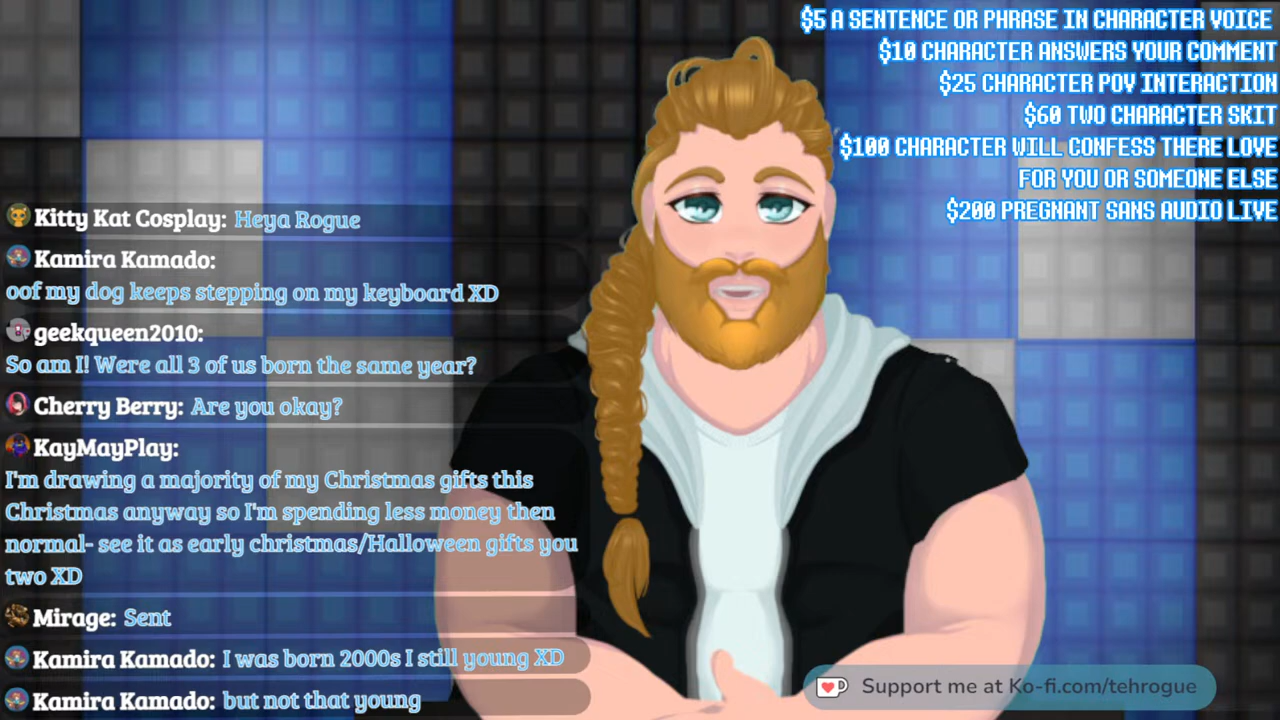 $5 A SENTENCE OR PHRASE IN CHARACTER VOICE
$10 CHARACTER ANSWERS YOUR COMMENT
$25 CHARACTER POV INTERACTION
$60 TWO CHARACTER SKIT
$100 CHARACTER WILL CONFESS THERE LOVE
FOR YOU OR SOMEONE ELSE
$200 PREGNANT SANS AUDIO LIVE
Kitty Kat Cosplay: Heya Rogue
Kamira Kamado:
oof my dog keeps stepping on my keyboard XD
geekqueen2010:
So am I! Were all 3 of us born the same year?
Cherry Berry: Are you okay?
KayMayPlay:
I'm drawing a majority of my Christmas gifts this
Christmas anyway so I'm spending less money then
normal- see it as early christmas/Halloween gifts you
two XD
Mirage: Sent
Kamira Kamado: I was born 2000s I still young XD
Kamira Kamado: but not that young
Support me at Ko-fi.com/tehrogue